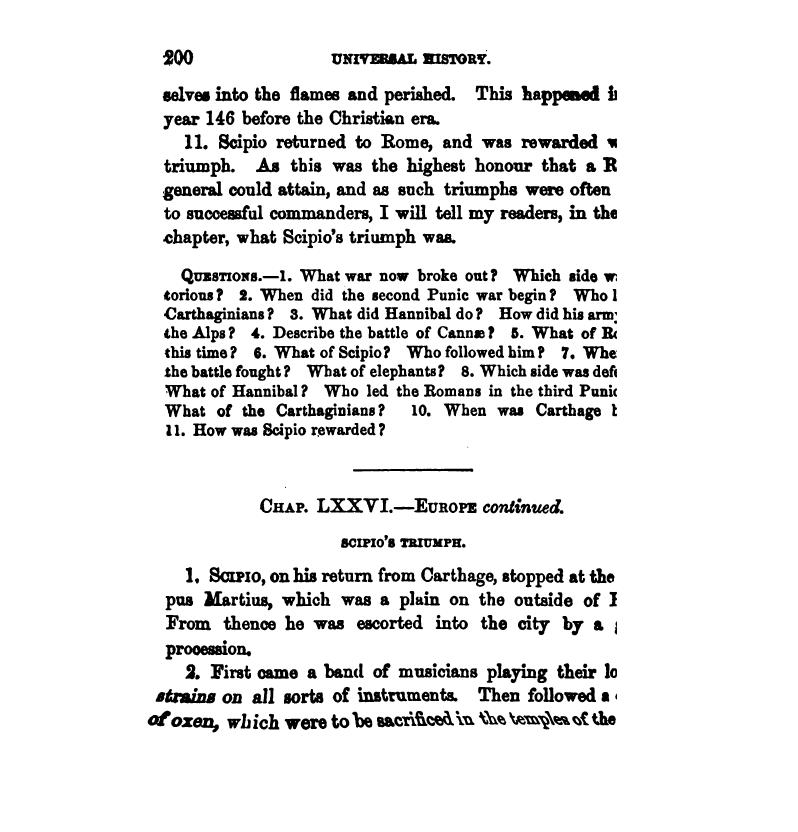 200 UNIVERSAL HISTORY.
selves into the flames and perished. This happened
year 146 before the Christian era.
11. Scipio returned to Rome, and was rewarded
triumph. As this was the highest honour that a R
general could attain, and as such triumphs were often
to successful commanders, I will tell my readers, in the
chapter, what Scipio's triumph was.
QUESTIONS.—1. What war now broke out? Which side
torious? 2. When did the second Punic war begin? Who
Carthaginians? 3. What did Hannibal do? How did his army
the Alps? 4. Describe the battle of Cannæ? 5. What of
this time? 6. What of Scipio? Who followed him? 7. Whe
the battle fought? What of elephants? 8. Which side was defe
What of Hannibal? Who led the Romans in the third Punic
What of the Carthaginians? 10. When was Carthage
11. How was Scipio rewarded?
CHAP. LXXVI.—EUROPE continued.
SCIPIO'S TRIUMPH.
1. SCIPIO, on his return from Carthage, stopped at the
pus Martius, which was a plain on the outside of
From thence he was escorted into the city by a
procession.
2. First came a band of musicians playing their lo
strains on all sorts of instruments. Then followed a
of oxen, which were to be sacrificed in the temples of the